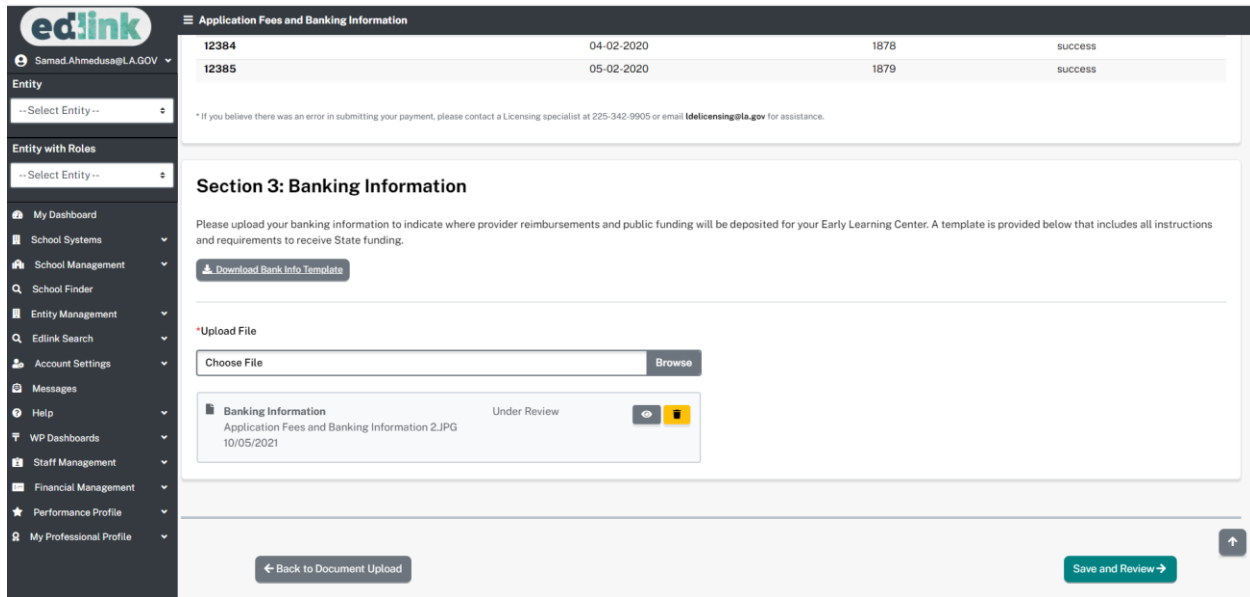 edlink
Samad.Ahmedusa@LA.GOV
Entity
--Select Entity--
Entity with Roles
--Select Entity--
My Dashboard
School Systems
School Management
School Finder
Entity Management
Edlink Search
Account Settings
Messages
Help
WP Dashboards
Staff Management
Financial Management
Performance Profile
My Professional Profile
Application Fees and Banking Information
12384 04-02-2020 1878 success
12385 05-02-2020 1879 success
* If you believe there was an error in submitting your payment, please contact a Licensing specialist at 225-342-9905 or email ldelicensing@la.gov for assistance.
Section 3: Banking Information
Please upload your banking information to indicate where provider reimbursements and public funding will be deposited for your Early Learning Center. A template is provided below that includes all instructions
and requirements to receive State funding.
Download Bank Info Template
*Upload File
Choose File Browse
Banking Information Under Review
Application Fees and Banking Information 2.JPG
10/05/2021
Back to Document Upload
Save and Review